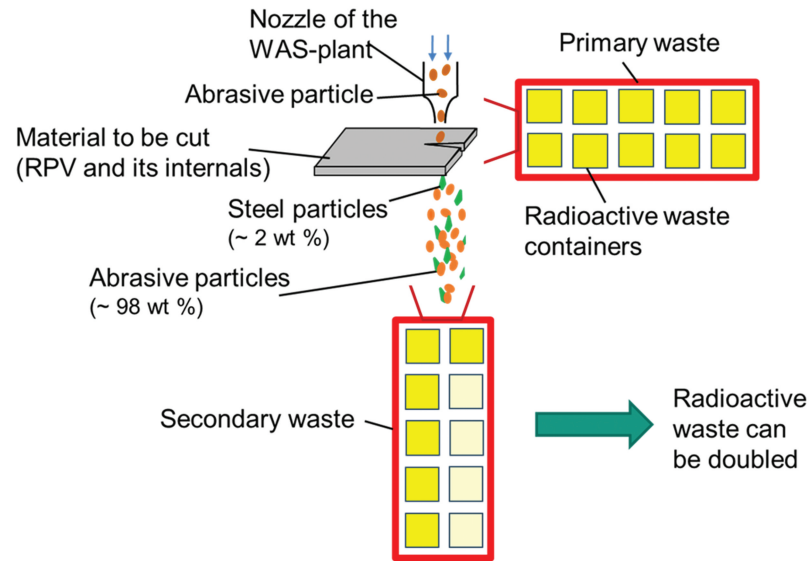 Nozzle of the
WAS-plant
Primary waste
Abrasive particle
Material to be cut
(RPV and its internals)
Steel particles
(~ 2 wt %)
Radioactive waste
containers
Abrasive particles
(~ 98 wt %)
Secondary waste
Radioactive
waste can
be doubled